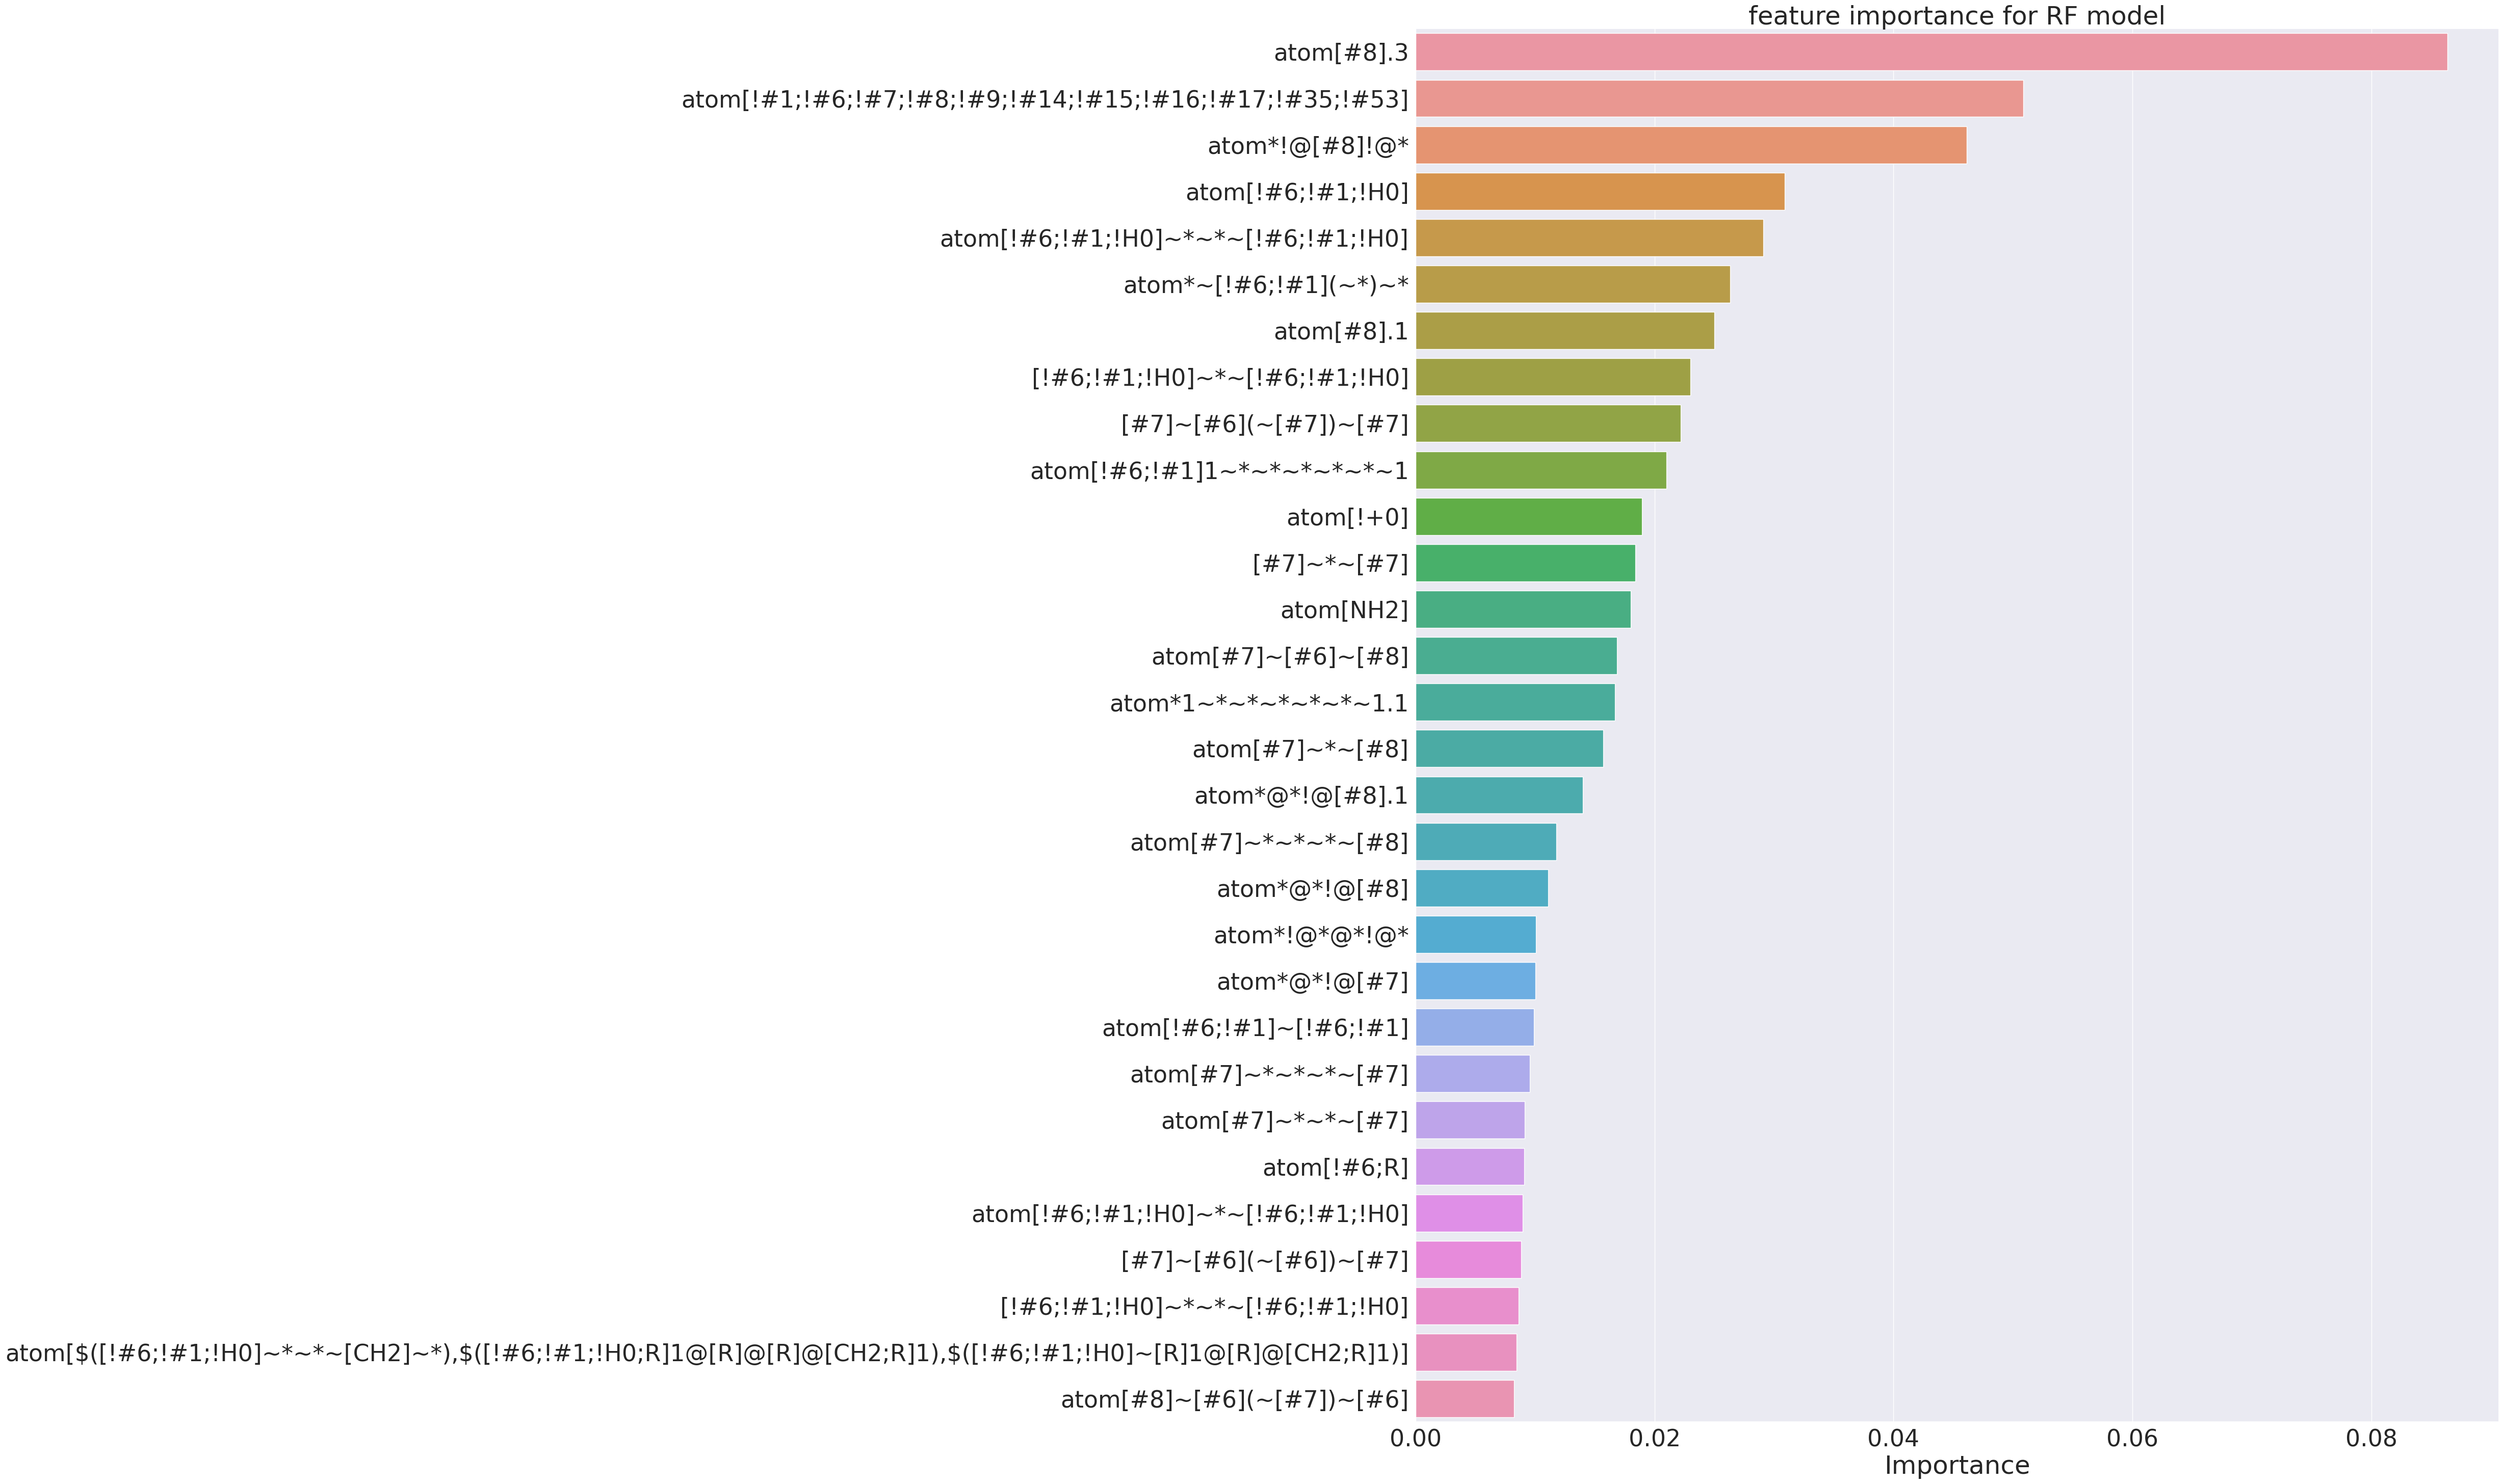 feature importance for RF model
atom[#8].3
atom[!#1;!#6;!#7;!#8;!#9;!#14;!#15;!#16;!#17;!#35;!#53]
atom*!@[#8]!@*
atom[!#6;!#1;!H0]
atom[!#6;!#1;!H0]~*~*~[!#6;!#1;!H0]
atom*~[!#6;!#1](~*)~*
atom[#8].1
[!#6;!#1;!H0]~*~[!#6;!#1;!H0]
[#7]~[#6](~[#7])~[#7]
atom[!#6;!#1]1~*~*~*~*~*~1
atom[!+0]
[#7]~*~[#7]
atom[NH2]
atom[#7]~[#6]~[#8]
atom*1~*~*~*~*~*~1.1
atom[#7]~*~[#8]
atom*@*!@[#8].1
atom[#7]~*~*~*~[#8]
atom*@*!@[#8]
atom*!@*@*!@*
atom*@*!@[#7]
atom[!#6;!#1]~[!#6;!#1]
atom[#7]~*~*~*~[#7]
atom[#7]~*~*~[#7]
atom[!#6;R]
atom[!#6;!#1;!H0]~*~[!#6;!#1;!H0]
[#7]~[#6](~[#6])~[#7]
[!#6;!#1;!H0]~*~*~[!#6;!#1;!H0]
atom[$([!#6;!#1;!H0]~*~*~[CH2]~*),$([!#6;!#1;!H0;R]1@[R]@[R]@[CH2;R]1),$([!#6;!#1;!H0]~[R]1@[R]@[CH2;R]1)]
atom[#8]~[#6](~[#7])~[#6]
0.00 0.02 0.04 0.06 0.08
Importance